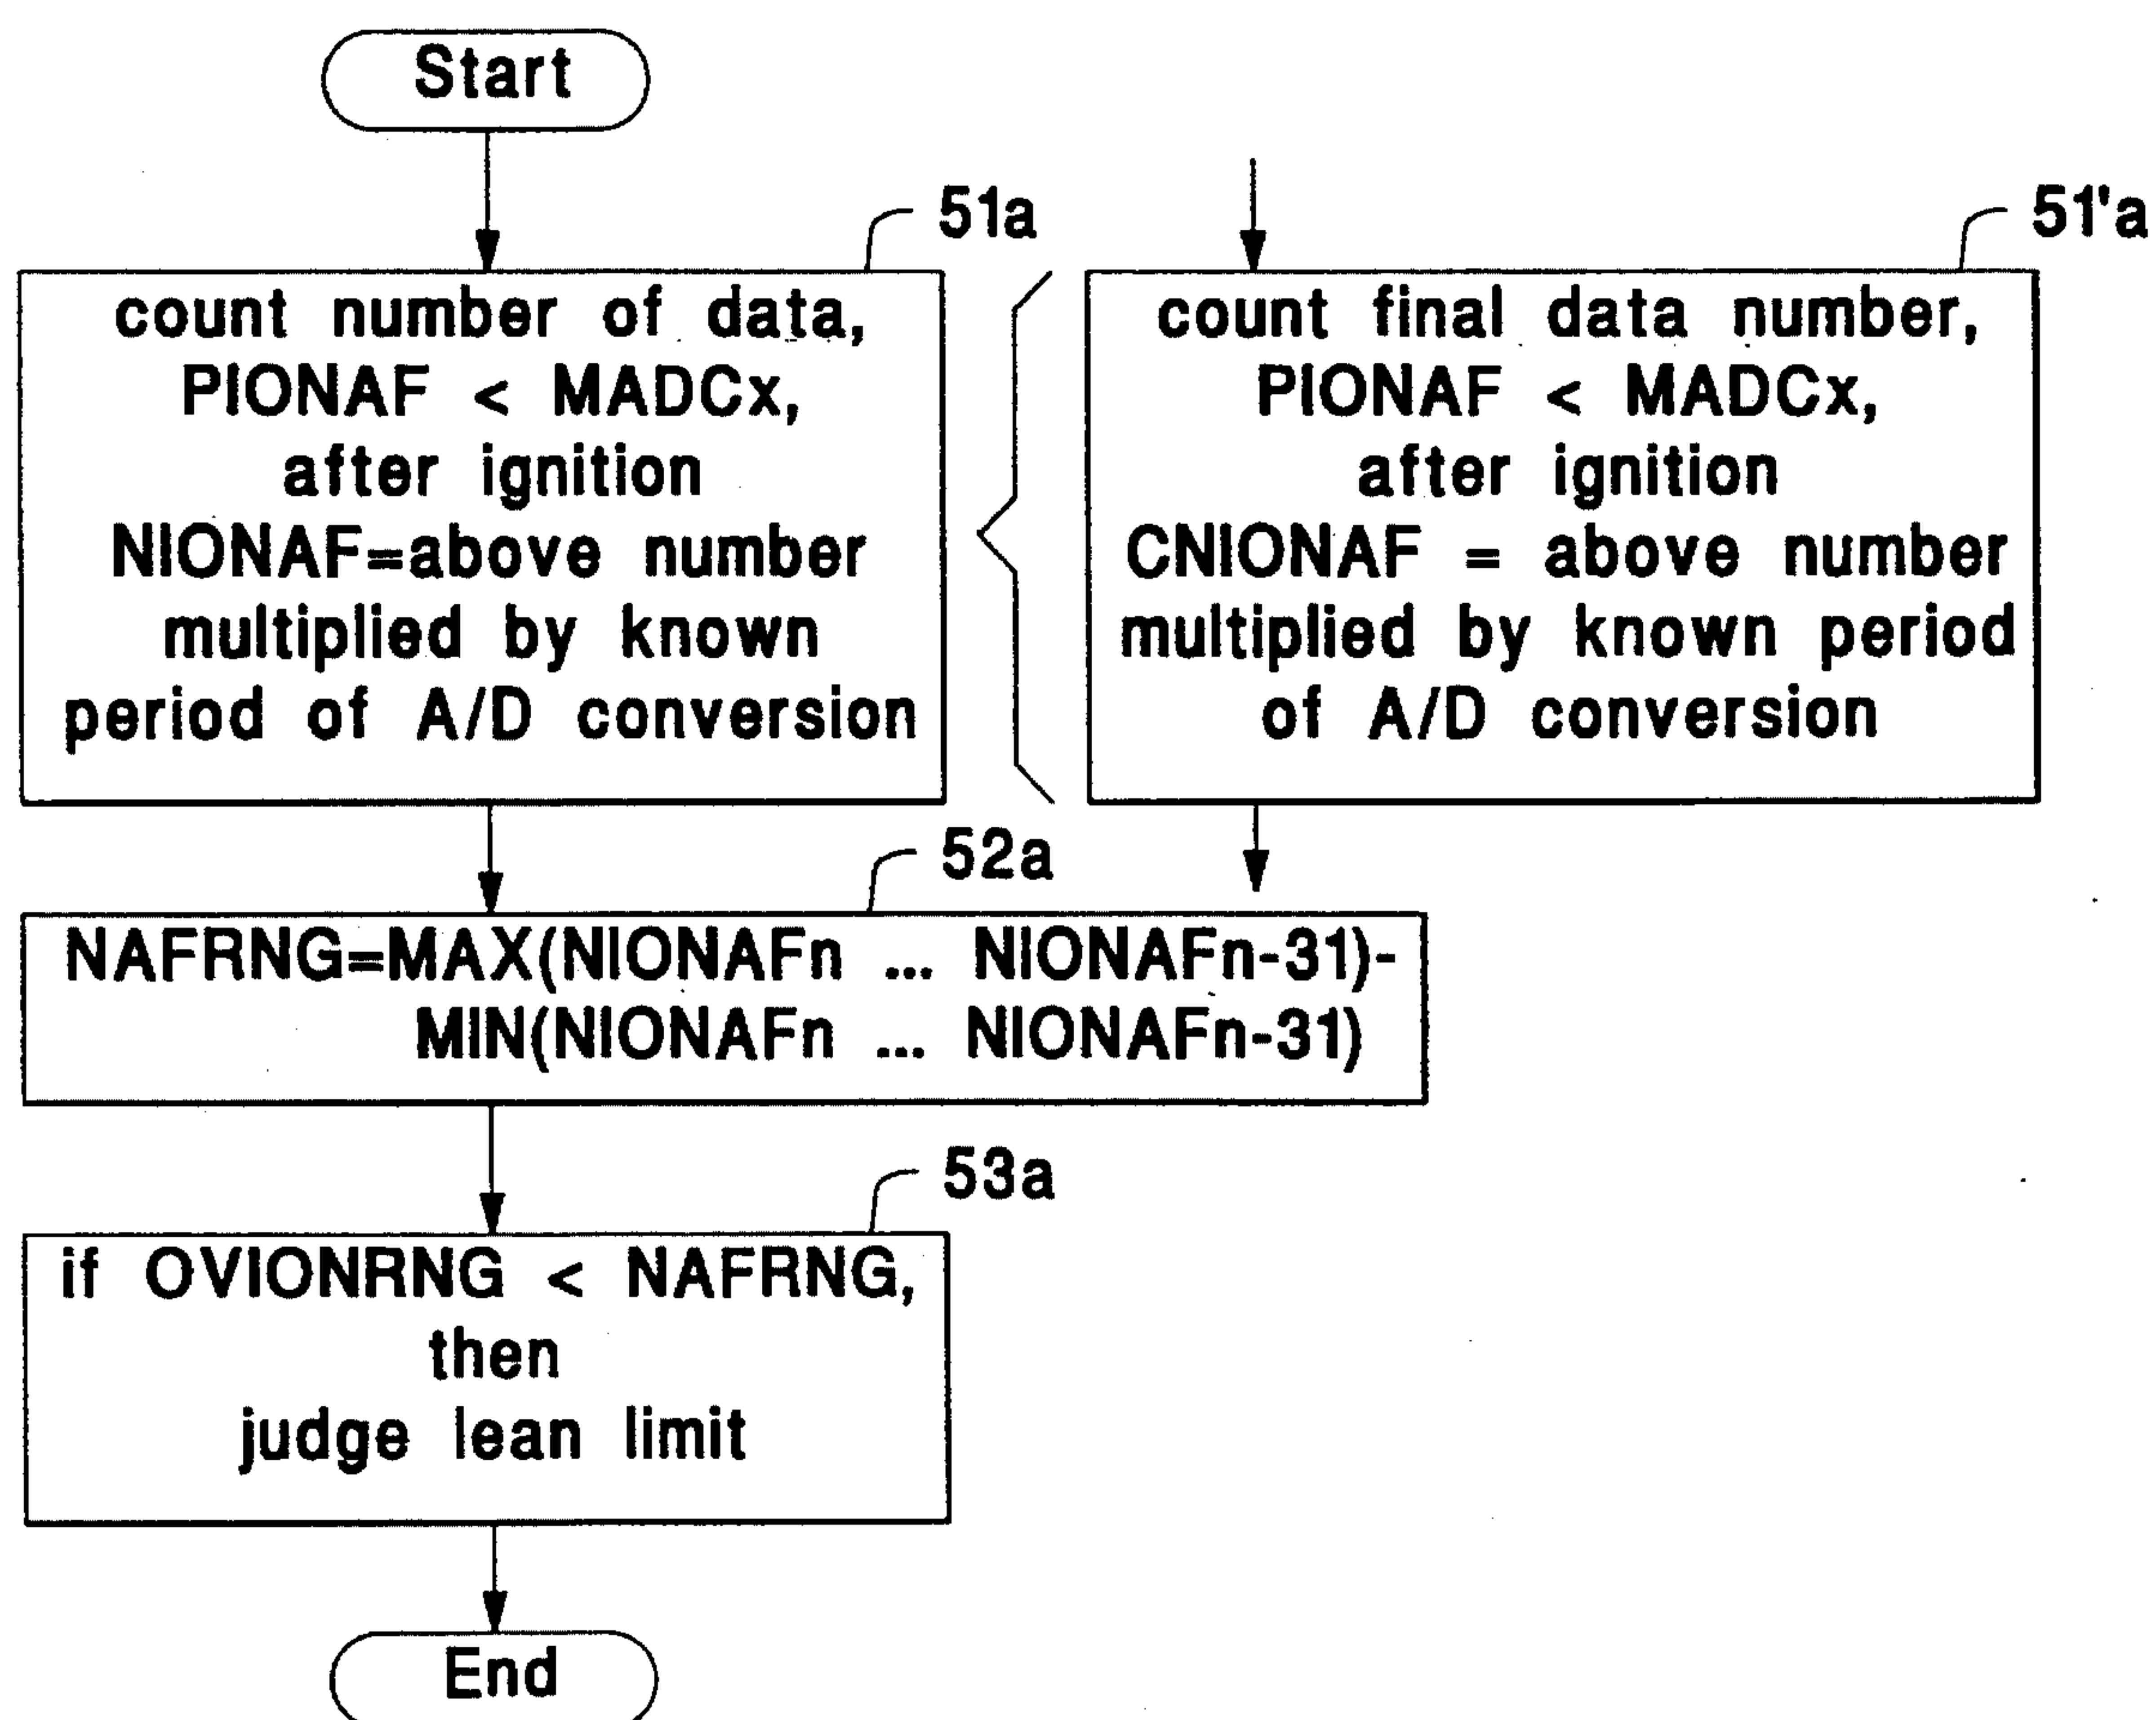 Start
51a
count number of data,
PIONAF < MADCx,
after ignition
NIONAF=above number
multiplied by known
period of A/D conversion
51'a
count final data number,
PIONAF < MADCx,
after ignition
CNIONAF = above number
multiplied by known period
of A/D conversion
52a
NAFRNG=MAX(NIONAFn ... NIONAFn-31)-
MIN(NIONAFn ... NIONAFn-31)
53a
if OVIONRNG < NAFRNG,
then
judge lean limit
End